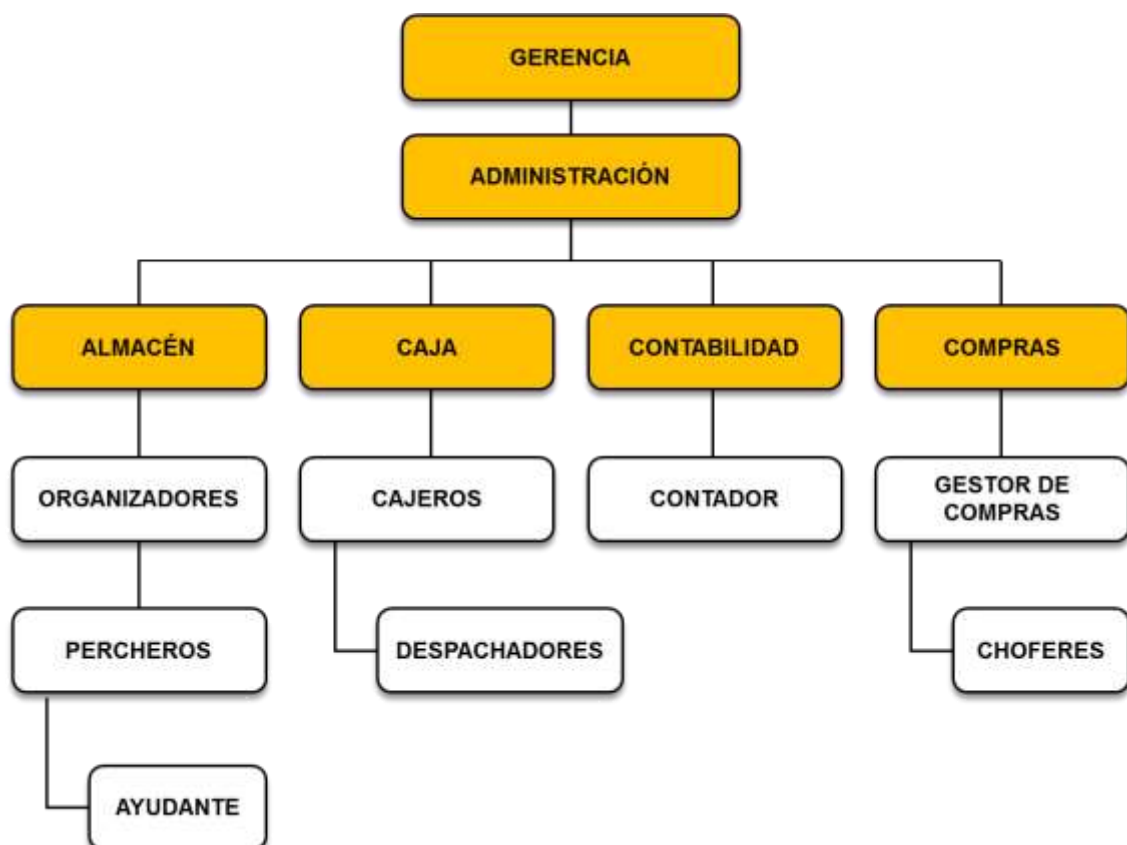 GERENCIA
ADMINISTRACIÓN
ALMACÉN
CAJA
CONTABILIDAD
COMPRAS
ORGANIZADORES
CAJEROS
CONTADOR
GESTOR DE
COMPRAS
PERCHEROS
DESPACHADORES
CHOFERES
AYUDANTE